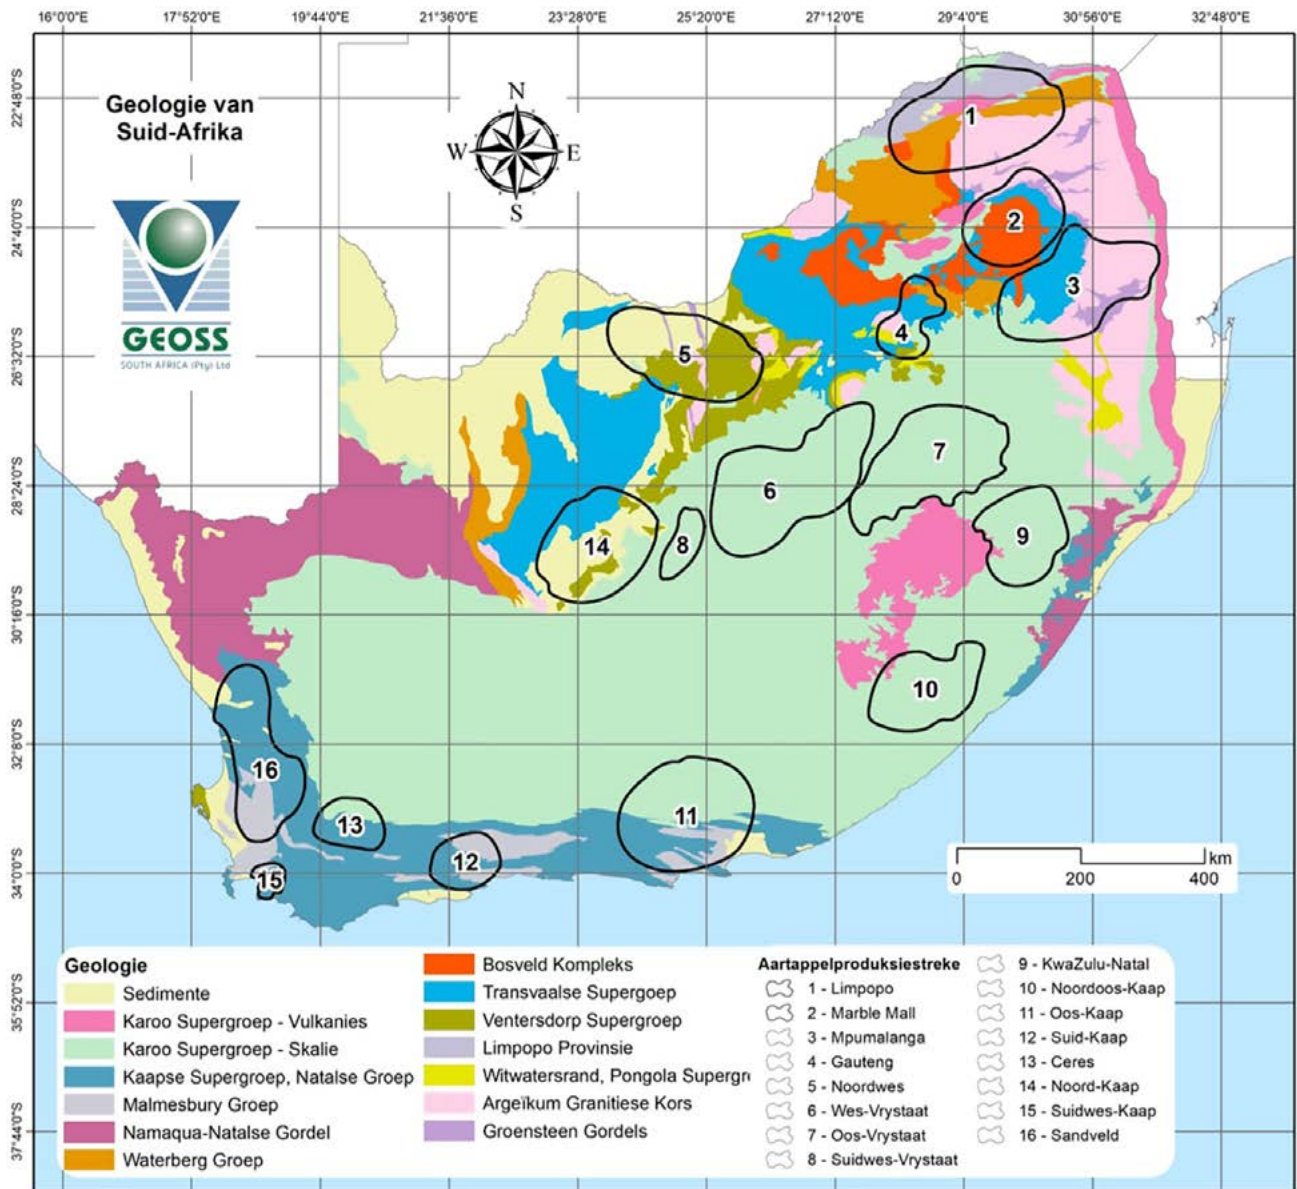 16°0'0"E 17°52'0"E 19°44'0"E 21°36'0"E 23°28'0"E 25°20'0"E 27°12'0"E 29°4'0"E 30°56'0"E 32°48'0"E
22°48'0"S
24°40'0"S
26°32'0"S
28°24'0"S
30°16'0"S
32°8'0"S
34°0'0"S
35°52'0"S
37°44'0"S
Geologie van
Suid-Afrika
N
W E
S
GEOSS
SOUTH AFRICA (Pty) Ltd
1
2
3
4
5
6
7
8
9
14
10
11
16
13
12
15
km
0 200 400
Geologie
Sedimente
Karoo Supergroep - Vulkanies
Karoo Supergroep - Skalie
Kaapse Supergroep, Natalse Groep
Malmesbury Groep
Namaqua-Natalse Gordel
Waterberg Groep
Bosveld Kompleks
Transvaalse Supergoep
Ventersdorp Supergroep
Limpopo Provinsie
Witwatersrand, Pongola Supergr
Argeïkum Granitiese Kors
Groensteen Gordels
Aartappelproduksiestreke
1 - Limpopo
2 - Marble Mall
3 - Mpumalanga
4 - Gauteng
5 - Noordwes
6 - Wes-Vrystaat
7 - Oos-Vrystaat
8 - Suidwes-Vrystaat
9 - KwaZulu-Natal
10 - Noordoos-Kaap
11 - Oos-Kaap
12 - Suid-Kaap
13 - Ceres
14 - Noord-Kaap
15 - Suidwes-Kaap
16 - Sandveld